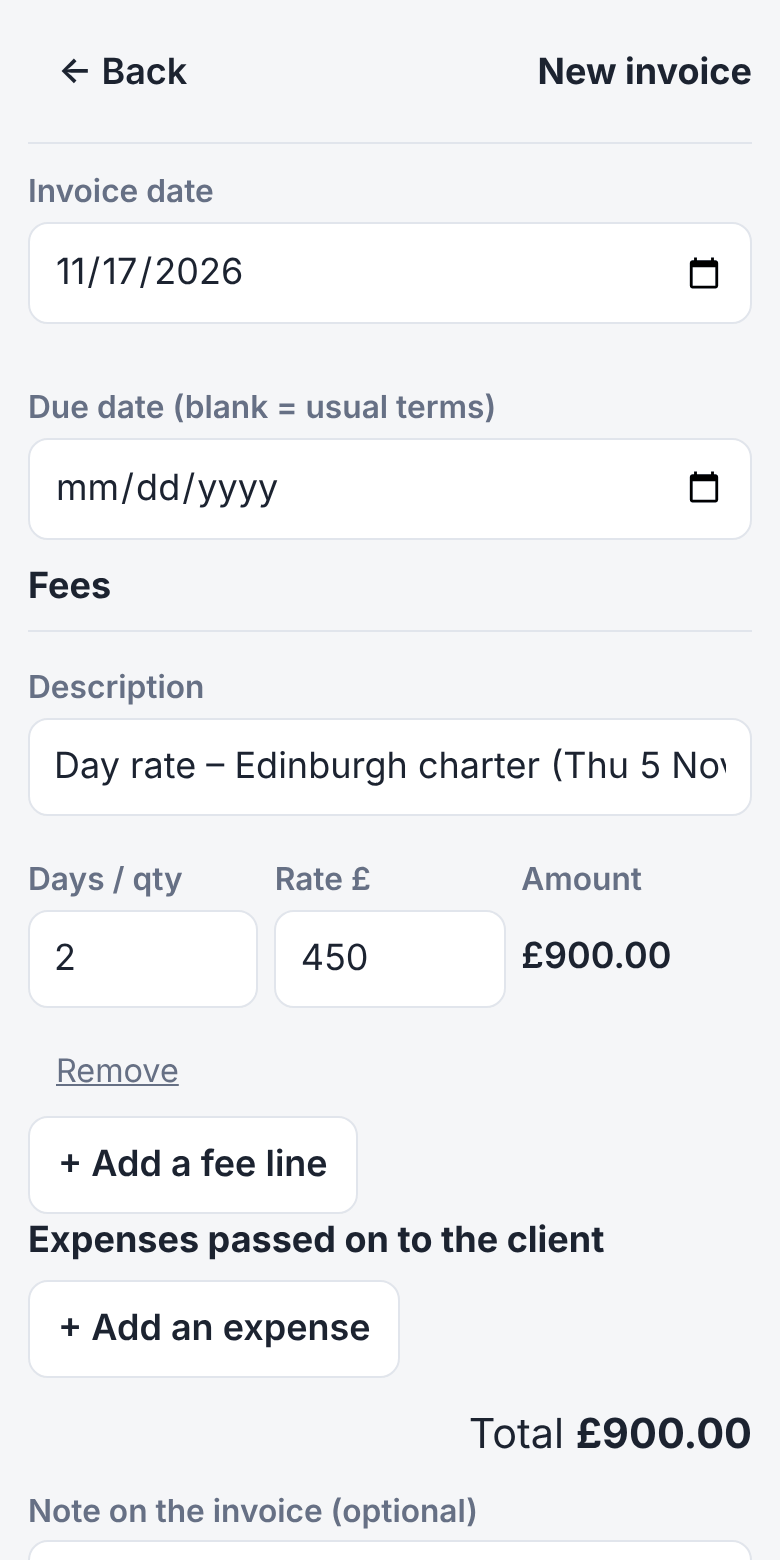 ← Back
New invoice
Invoice date
11/17/2026
Due date (blank = usual terms)
mm/dd/yyyy
Fees
Description
Day rate – Edinburgh charter (Thu 5 Nov
Days / qty
Rate £
Amount
2
450
£900.00
Remove
+ Add a fee line
Expenses passed on to the client
+ Add an expense
Total £900.00
Note on the invoice (optional)